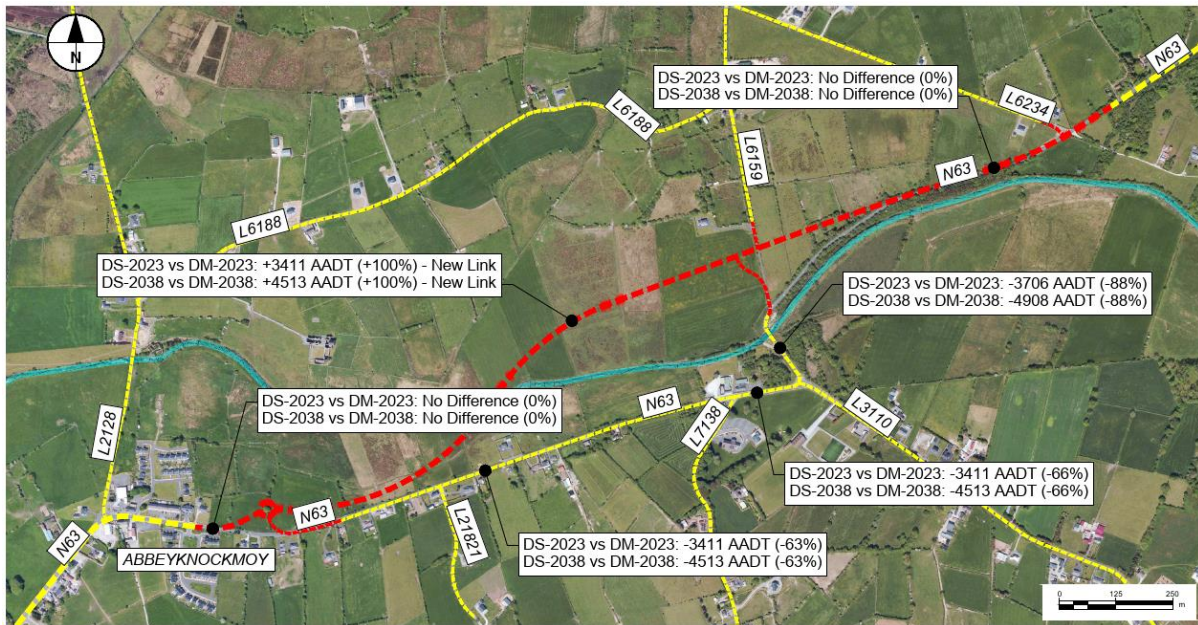 N
N63
DS-2023 vs DM-2023: No Difference (0%)
DS-2038 vs DM-2038: No Difference (0%)
L6234
L6188
L6159
N63
L6188
DS-2023 vs DM-2023: +3411 AADT (+100%) - New Link
DS-2038 vs DM-2038: +4513 AADT (+100%) - New Link
DS-2023 vs DM-2023: -3706 AADT (-88%)
DS-2038 vs DM-2038: -4908 AADT (-88%)
DS-2023 vs DM-2023: No Difference (0%)
DS-2038 vs DM-2038: No Difference (0%)
N63
L2128
L7138
L3110
DS-2023 vs DM-2023: -3411 AADT (-66%)
DS-2038 vs DM-2038: -4513 AADT (-66%)
N63
N63
L21821
ABBEYKNOCKMOY
DS-2023 vs DM-2023: -3411 AADT (-63%)
DS-2038 vs DM-2038: -4513 AADT (-63%)
0 125 250
m